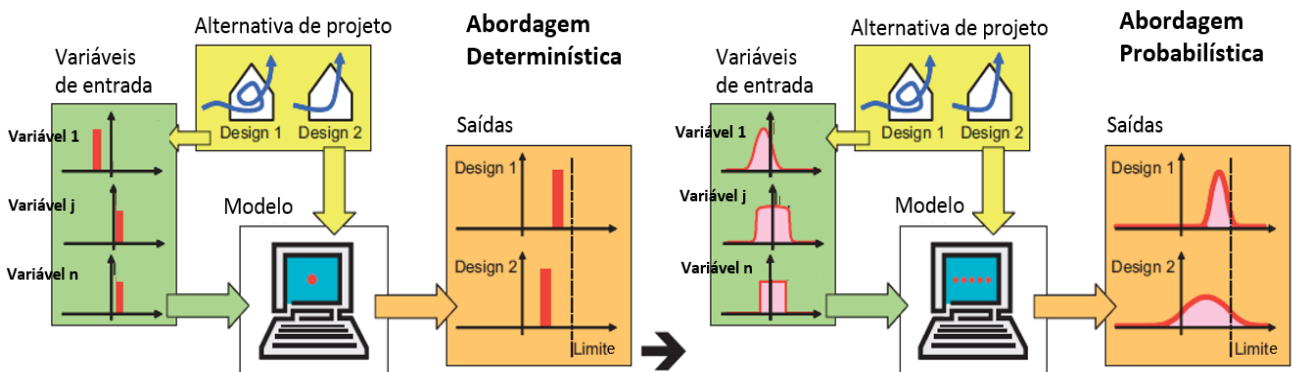 Alternativa de projeto
Abordagem
Determinística
Variáveis
de entrada
Design 1
Design 2
Variável 1
Variável j
Variável n
Modelo
Saídas
Design 1
Design 2
Limite
Alternativa de projeto
Abordagem
Probabilística
Variáveis
de entrada
Design 1
Design 2
Variável 1
Variável j
Variável n
Modelo
Saídas
Design 1
Design 2
Limite